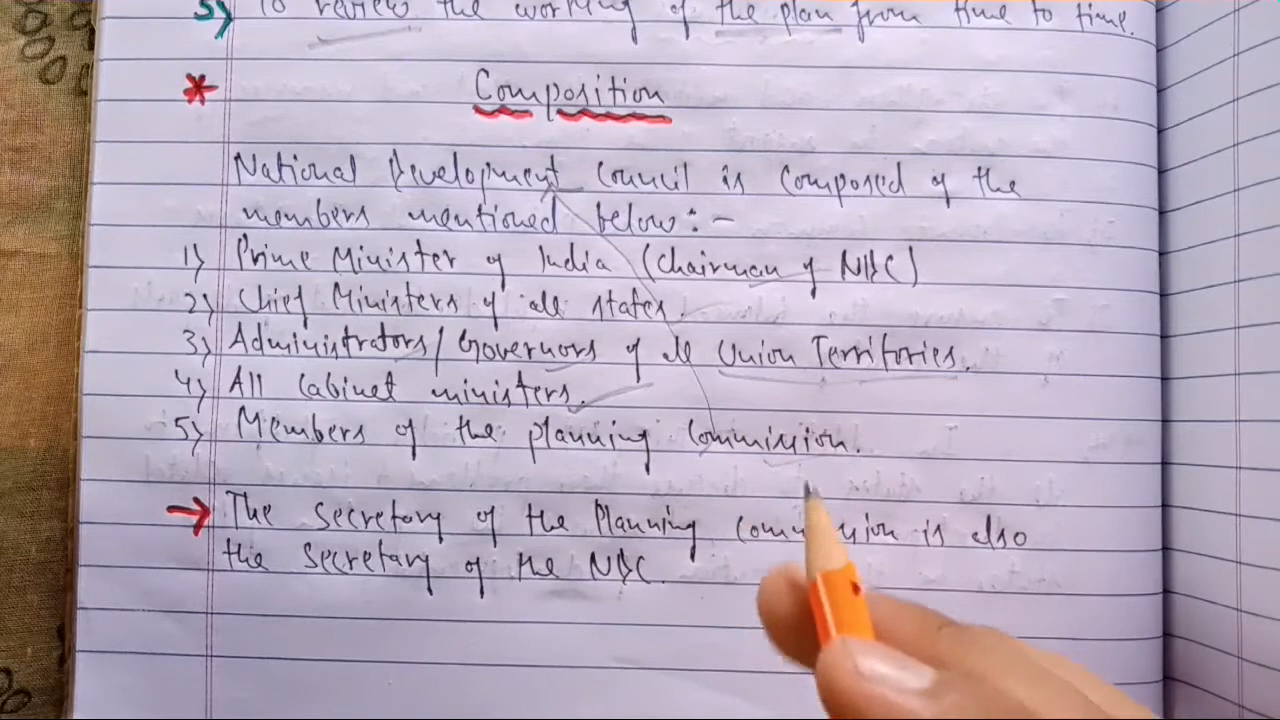 5) To review the working of the plan from time to time.
* Composition
National Development Council is composed of the
members mentioned below:-
1) Prime Minister of India (Chairman of NDC)
2) Chief Ministers of all states.
3) Administrators/Governors of all Union Territories.
4) All Cabinet ministers.
5) Members of the planning Commission.
→ The Secretary of the Planning Commission is also
the Secretary of the NDC.